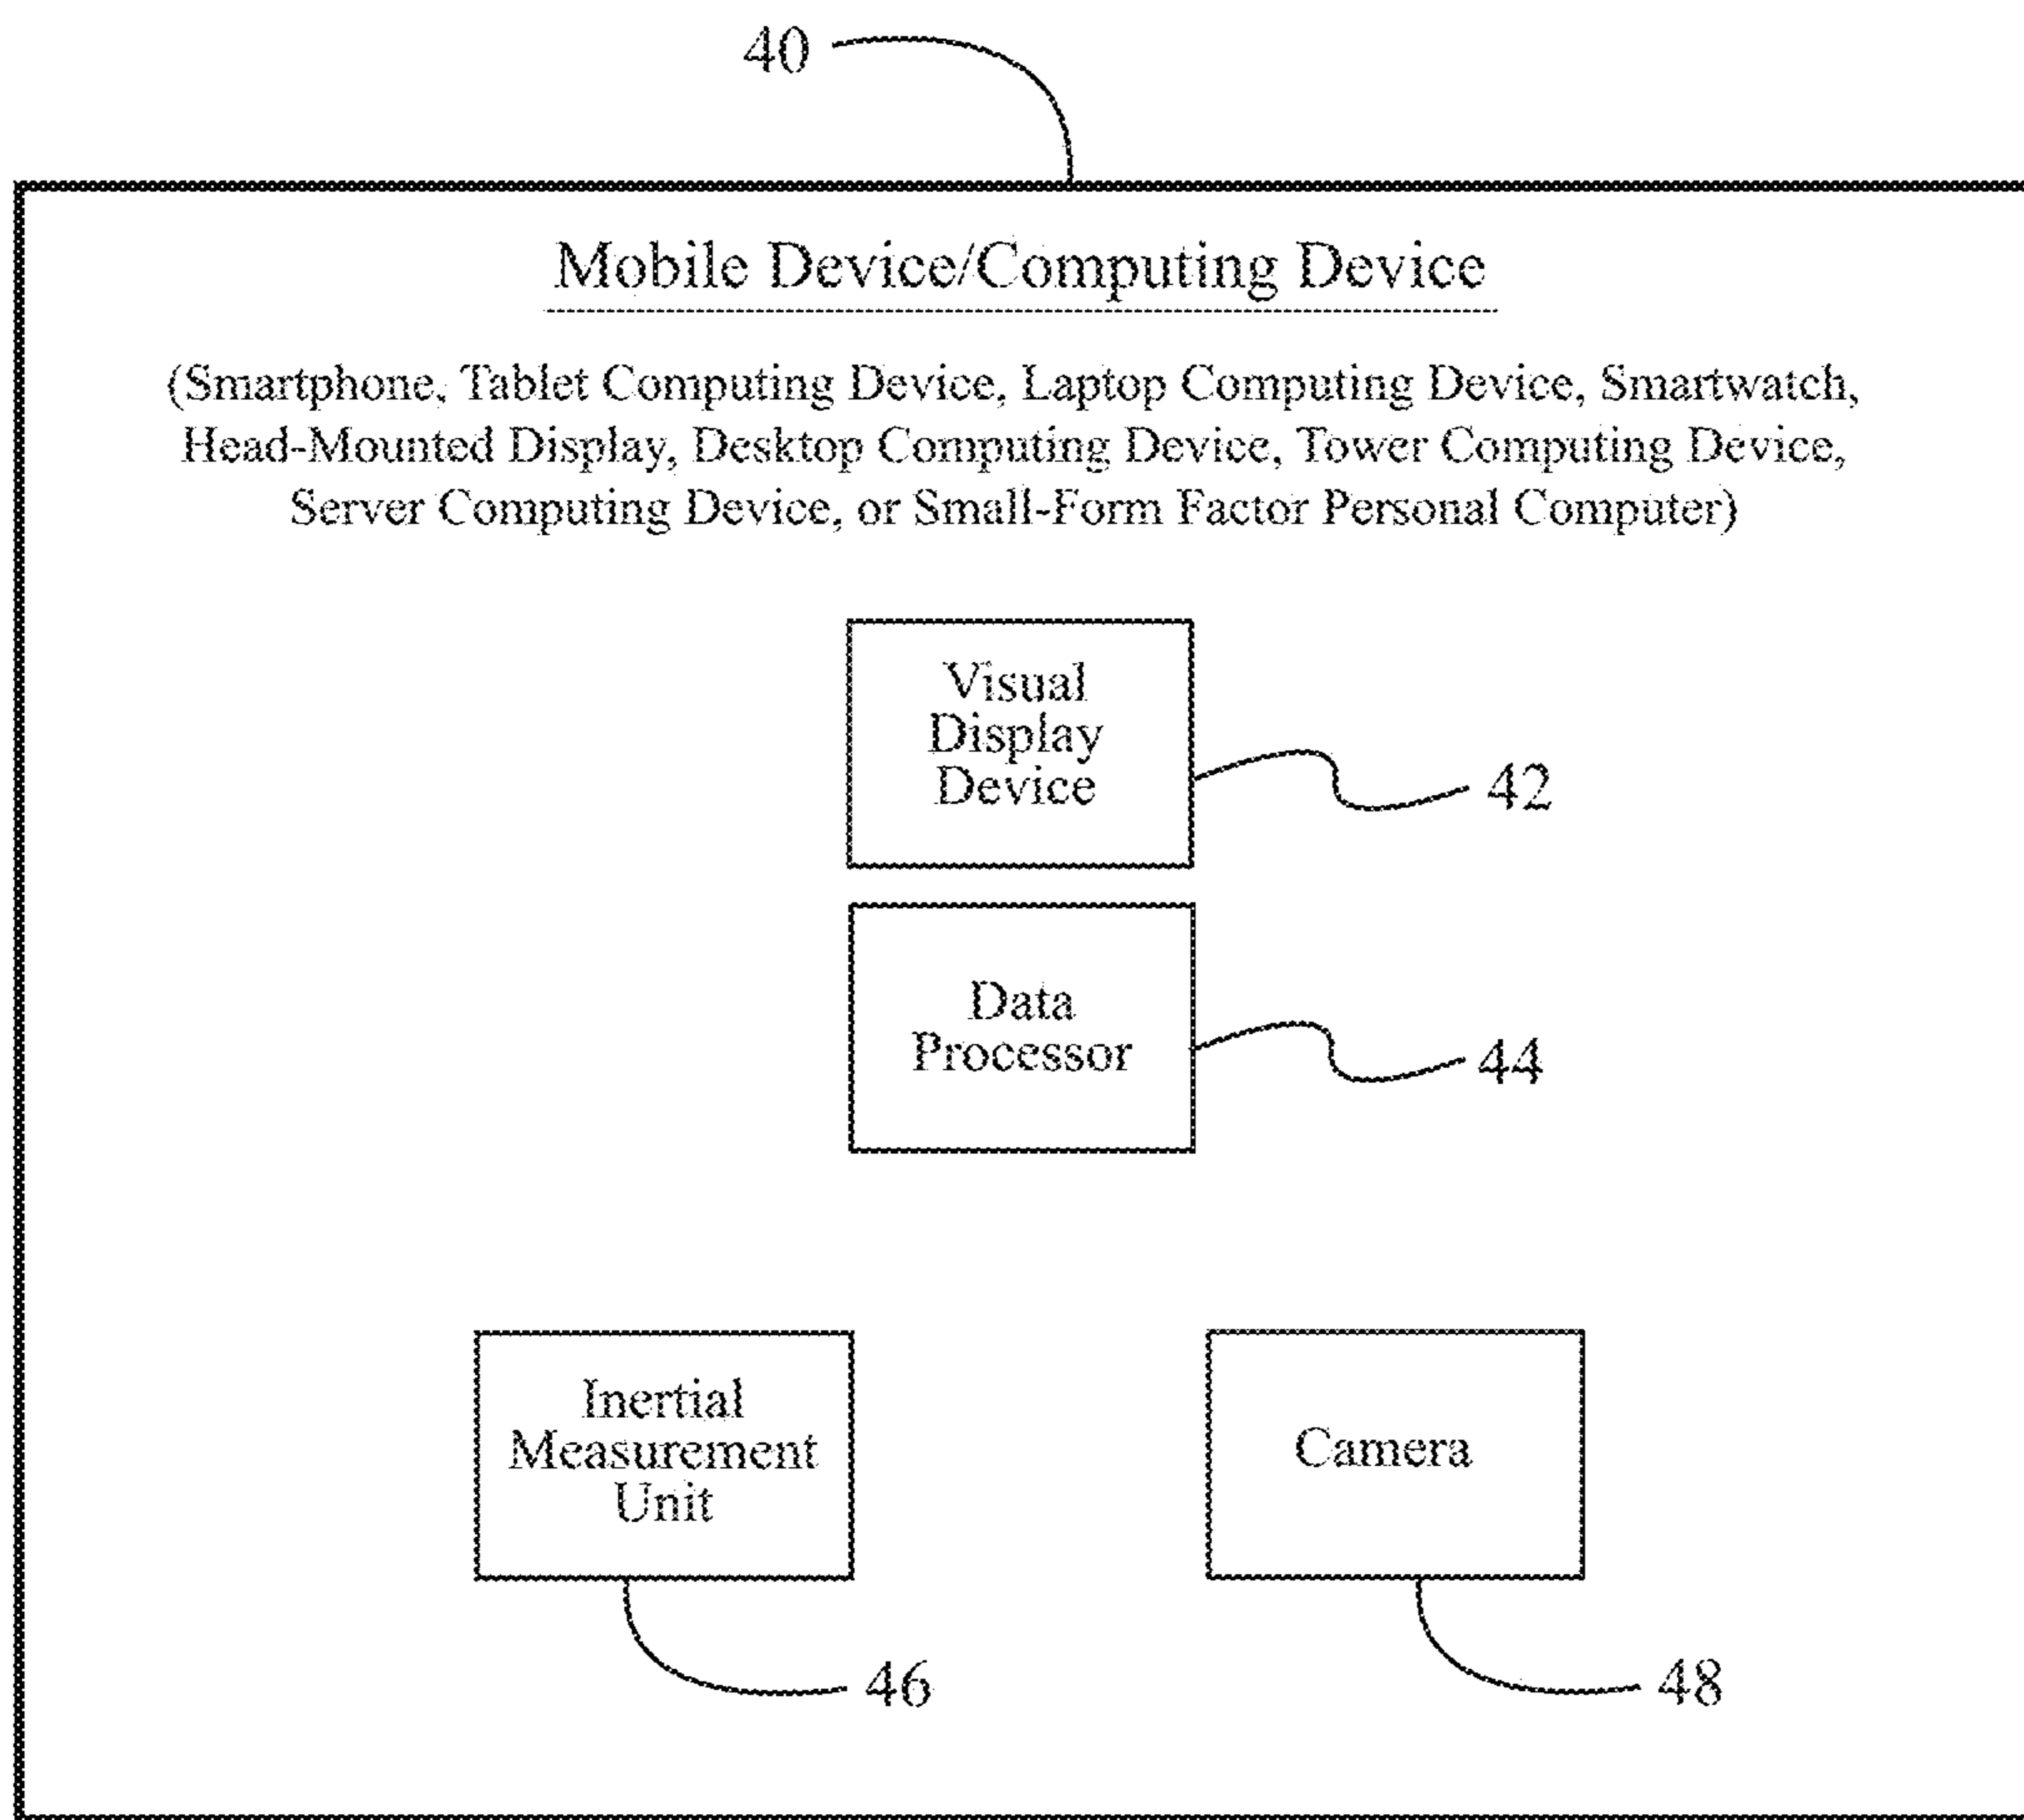 40
Mobile Device/Computing Device
(Smartphone, Tablet Computing Device, Laptop Computing Device, Smartwatch,
Head-Mounted Display, Desktop Computing Device, Tower Computing Device,
Server Computing Device, or Small-Form Factor Personal Computer)
Visual
Display
Device
42
Data
Processor
44
Inertial
Measurement
Unit
46
Camera
48